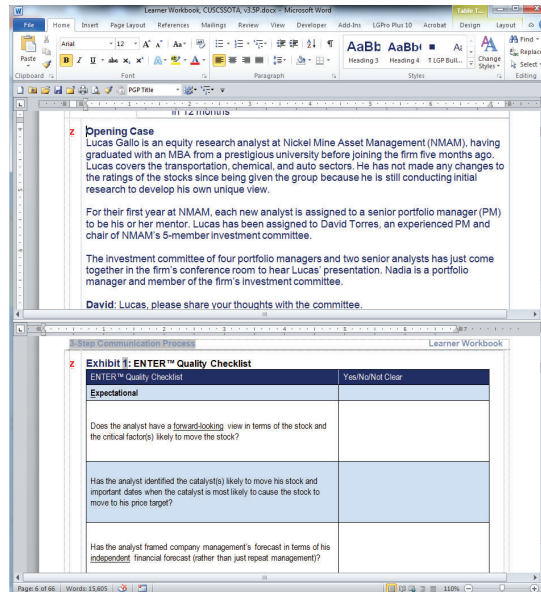 Learner Workbook, CUSCSSOTA, v3.5P.docx - Microsoft Word
Table T...
File Home Insert Page Layout References Mailings Review View Developer Add-Ins LGPro Plus 10 Acrobat Design Layout
Paste
Arial 12
Aa
B I U abc x, x²
AaBb AaBb( Aa
Heading 3 Heading 4 ¶ LGP Bull...
Change Styles
Find
Replac
Select
Clipboard Font Paragraph Styles Editing
PGP Title
in 12 months
z Opening Case
Lucas Gallo is an equity research analyst at Nickel Mine Asset Management (NMAM), having
graduated with an MBA from a prestigious university before joining the firm five months ago.
Lucas covers the transportation, chemical, and auto sectors. He has not made any changes to
the ratings of the stocks since being given the group because he is still conducting initial
research to develop his own unique view.
For their first year at NMAM, each new analyst is assigned to a senior portfolio manager (PM)
to be his or her mentor. Lucas has been assigned to David Torres, an experienced PM and
chair of NMAM's 5-member investment committee.
The investment committee of four portfolio managers and two senior analysts has just come
together in the firm's conference room to hear Lucas' presentation. Nadia is a portfolio
manager and member of the firm's investment committee.
David: Lucas, please share your thoughts with the committee.
3-Step Communication Process Learner Workbook
z Exhibit 1: ENTER™ Quality Checklist
ENTER™ Quality Checklist Yes/No/Not Clear
Expectational
Does the analyst have a forward-looking view in terms of the stock and
the critical factor(s) likely to move the stock?
Has the analyst identified the catalyst(s) likely to move his stock and
important dates when the catalyst is most likely to cause the stock to
move to his price target?
Has the analyst framed company management's forecast in terms of his
independent financial forecast (rather than just repeat management)?
Page: 6 of 66 Words: 15,605 110%